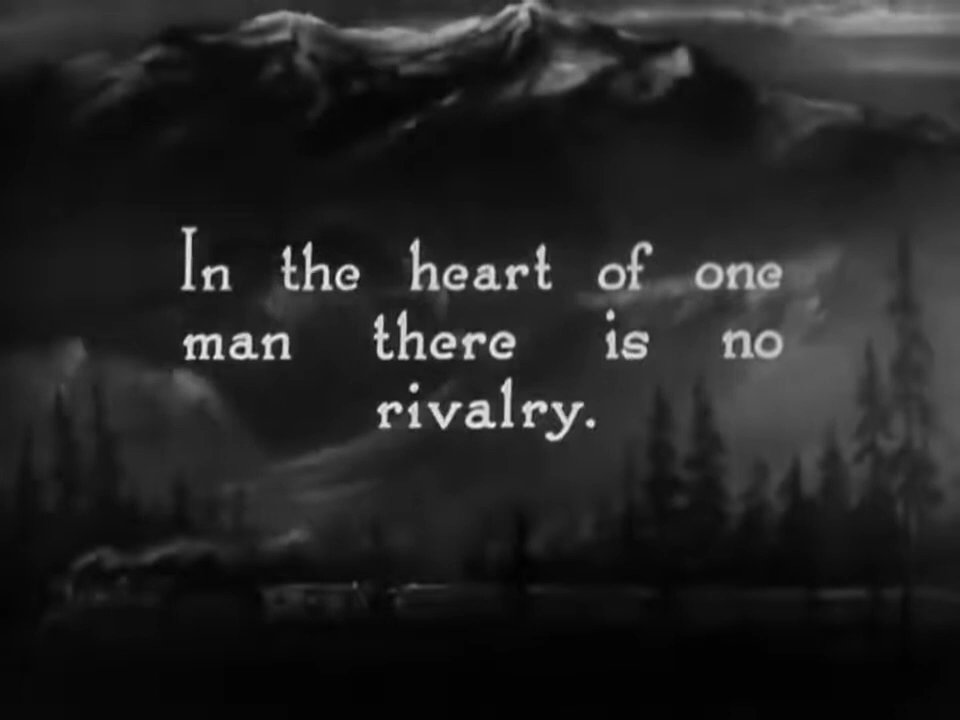 In the heart of one
man there is no
rivalry.